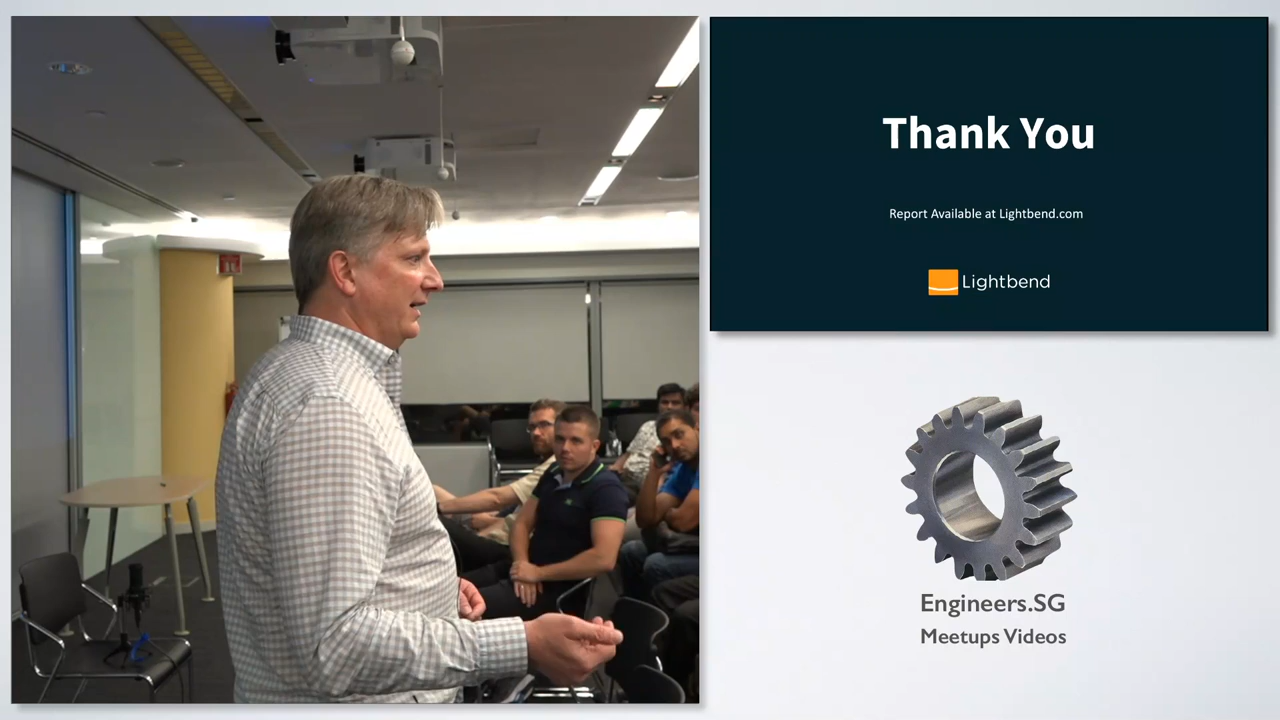 Thank You
Report Available at Lightbend.com
Lightbend
Engineers.SG
Meetups Videos